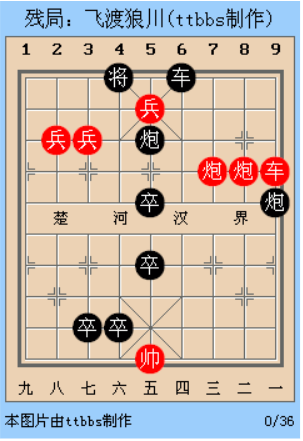 残局：飞渡狼川(ttbbs制作)
1 2 3 4 5 6 7 8 9
将 车
兵
兵 兵 炮
炮 炮 车
卒 炮
楚 河 汉 界
卒
卒 卒
帅
九 八 七 六 五 四 三 二 一
本图片由ttbbs制作 0/36